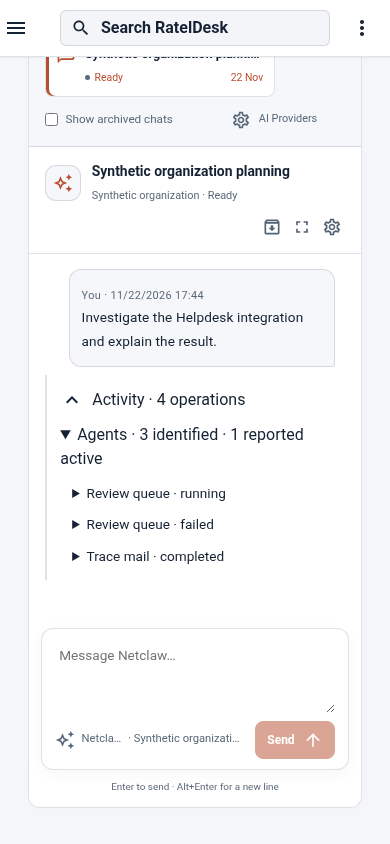 Search RatelDesk
Synthetic organization planni...
Ready
22 Nov
Show archived chats
AI Providers
Synthetic organization planning
Synthetic organization · Ready
You · 11/22/2026 17:44
Investigate the Helpdesk integration
and explain the result.
Activity · 4 operations
Agents · 3 identified · 1 reported
active
Review queue · running
Review queue · failed
Trace mail · completed
Message Netclaw...
Netcla... · Synthetic organizati...
Send
Enter to send · Alt+Enter for a new line